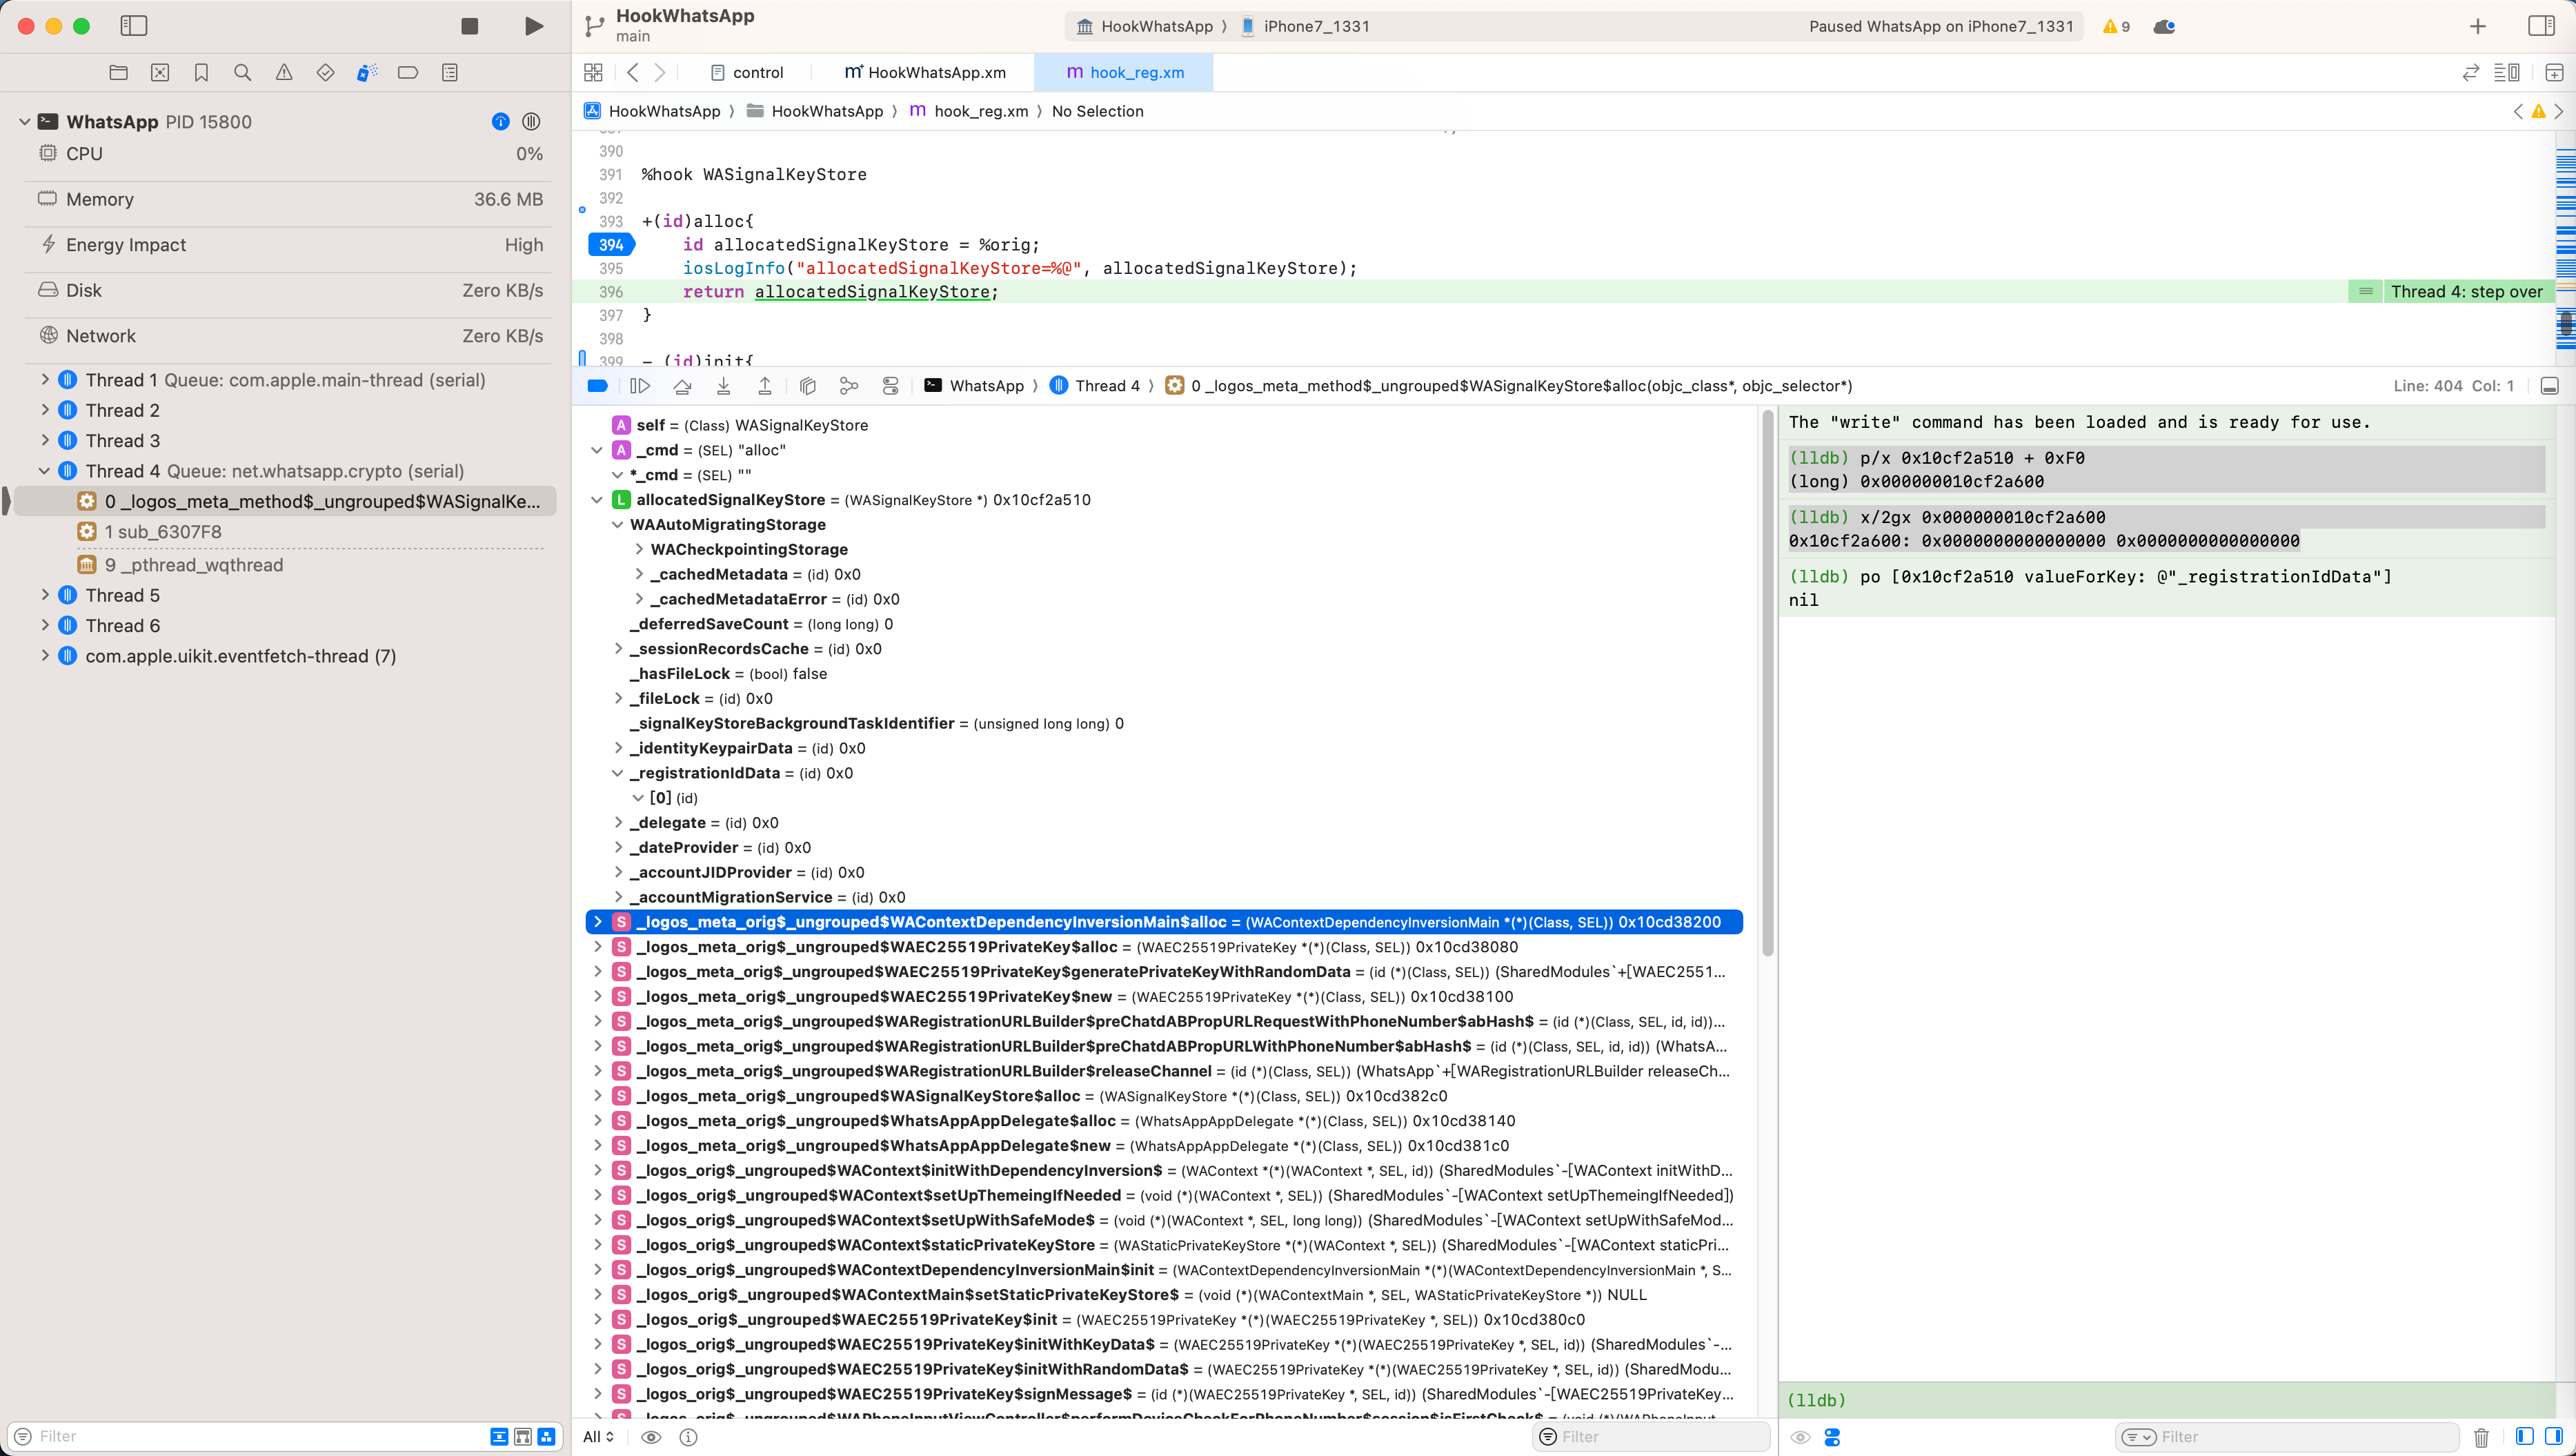 HookWhatsApp
main
HookWhatsApp 〉 iPhone7_1331
Paused WhatsApp on iPhone7_1331
9
control
HookWhatsApp.xm
hook_reg.xm
HookWhatsApp 〉 HookWhatsApp 〉 m hook_reg.xm 〉 No Selection
WhatsApp PID 15800
CPU 0%
Memory 36.6 MB
Energy Impact High
Disk Zero KB/s
Network Zero KB/s
Thread 1 Queue: com.apple.main-thread (serial)
Thread 2
Thread 3
Thread 4 Queue: net.whatsapp.crypto (serial)
0 _logos_meta_method$_ungrouped$WASignalKe...
1 sub_6307F8
9 _pthread_wqthread
Thread 5
Thread 6
com.apple.uikit.eventfetch-thread (7)
Filter
390
391 %hook WASignalKeyStore
392
393 +(id)alloc{
394 id allocatedSignalKeyStore = %orig;
395 iosLogInfo("allocatedSignalKeyStore=%@", allocatedSignalKeyStore);
396 return allocatedSignalKeyStore;
Thread 4: step over
397 }
398
399 - (id)init{
WhatsApp 〉 Thread 4 〉 0 _logos_meta_method$_ungrouped$WASignalKeyStore$alloc(objc_class*, objc_selector*)
Line: 404 Col: 1
A self = (Class) WASignalKeyStore
A _cmd = (SEL) "alloc"
*_cmd = (SEL) ""
L allocatedSignalKeyStore = (WASignalKeyStore *) 0x10cf2a510
WAAutoMigratingStorage
WACheckpointingStorage
_cachedMetadata = (id) 0x0
_cachedMetadataError = (id) 0x0
_deferredSaveCount = (long long) 0
_sessionRecordsCache = (id) 0x0
_hasFileLock = (bool) false
_fileLock = (id) 0x0
_signalKeyStoreBackgroundTaskIdentifier = (unsigned long long) 0
_identityKeypairData = (id) 0x0
_registrationIdData = (id) 0x0
[0] (id)
_delegate = (id) 0x0
_dateProvider = (id) 0x0
_accountJIDProvider = (id) 0x0
_accountMigrationService = (id) 0x0
S _logos_meta_orig$_ungrouped$WAContextDependencyInversionMain$alloc = (WAContextDependencyInversionMain *(*)(Class, SEL)) 0x10cd38200
S _logos_meta_orig$_ungrouped$WAEC25519PrivateKey$alloc = (WAEC25519PrivateKey *(*)(Class, SEL)) 0x10cd38080
S _logos_meta_orig$_ungrouped$WAEC25519PrivateKey$generatePrivateKeyWithRandomData = (id (*)(Class, SEL)) (SharedModules`+[WAEC2551...
S _logos_meta_orig$_ungrouped$WAEC25519PrivateKey$new = (WAEC25519PrivateKey *(*)(Class, SEL)) 0x10cd38100
S _logos_meta_orig$_ungrouped$WARegistrationURLBuilder$preChatdABPropURLRequestWithPhoneNumber$abHash$ = (id (*)(Class, SEL, id, id))...
S _logos_meta_orig$_ungrouped$WARegistrationURLBuilder$preChatdABPropURLWithPhoneNumber$abHash$ = (id (*)(Class, SEL, id, id)) (WhatsA...
S _logos_meta_orig$_ungrouped$WARegistrationURLBuilder$releaseChannel = (id (*)(Class, SEL)) (WhatsApp`+[WARegistrationURLBuilder releaseCh...
S _logos_meta_orig$_ungrouped$WASignalKeyStore$alloc = (WASignalKeyStore *(*)(Class, SEL)) 0x10cd382c0
S _logos_meta_orig$_ungrouped$WhatsAppAppDelegate$alloc = (WhatsAppAppDelegate *(*)(Class, SEL)) 0x10cd38140
S _logos_meta_orig$_ungrouped$WhatsAppAppDelegate$new = (WhatsAppAppDelegate *(*)(Class, SEL)) 0x10cd381c0
S _logos_orig$_ungrouped$WAContext$initWithDependencyInversion$ = (WAContext *(*)(WAContext *, SEL, id)) (SharedModules`-[WAContext initWithD...
S _logos_orig$_ungrouped$WAContext$setUpThemeingIfNeeded = (void (*)(WAContext *, SEL)) (SharedModules`-[WAContext setUpThemeingIfNeeded])
S _logos_orig$_ungrouped$WAContext$setUpWithSafeMode$ = (void (*)(WAContext *, SEL, long long)) (SharedModules`-[WAContext setUpWithSafeMod...
S _logos_orig$_ungrouped$WAContext$staticPrivateKeyStore = (WAStaticPrivateKeyStore *(*)(WAContext *, SEL)) (SharedModules`-[WAContext staticPri...
S _logos_orig$_ungrouped$WAContextDependencyInversionMain$init = (WAContextDependencyInversionMain *(*)(WAContextDependencyInversionMain *, S...
S _logos_orig$_ungrouped$WAContextMain$setStaticPrivateKeyStore$ = (void (*)(WAContextMain *, SEL, WAStaticPrivateKeyStore *)) NULL
S _logos_orig$_ungrouped$WAEC25519PrivateKey$init = (WAEC25519PrivateKey *(*)(WAEC25519PrivateKey *, SEL)) 0x10cd380c0
S _logos_orig$_ungrouped$WAEC25519PrivateKey$initWithKeyData$ = (WAEC25519PrivateKey *(*)(WAEC25519PrivateKey *, SEL, id)) (SharedModules`-...
S _logos_orig$_ungrouped$WAEC25519PrivateKey$initWithRandomData$ = (WAEC25519PrivateKey *(*)(WAEC25519PrivateKey *, SEL, id)) (SharedModu...
S _logos_orig$_ungrouped$WAEC25519PrivateKey$signMessage$ = (id (*)(WAEC25519PrivateKey *, SEL, id)) (SharedModules`-[WAEC25519PrivateKey...
All
Filter
The "write" command has been loaded and is ready for use.
(lldb) p/x 0x10cf2a510 + 0xF0
(long) 0x000000010cf2a600
(lldb) x/2gx 0x000000010cf2a600
0x10cf2a600: 0x0000000000000000 0x0000000000000000
(lldb) po [0x10cf2a510 valueForKey: @"_registrationIdData"]
nil
(lldb)
Filter